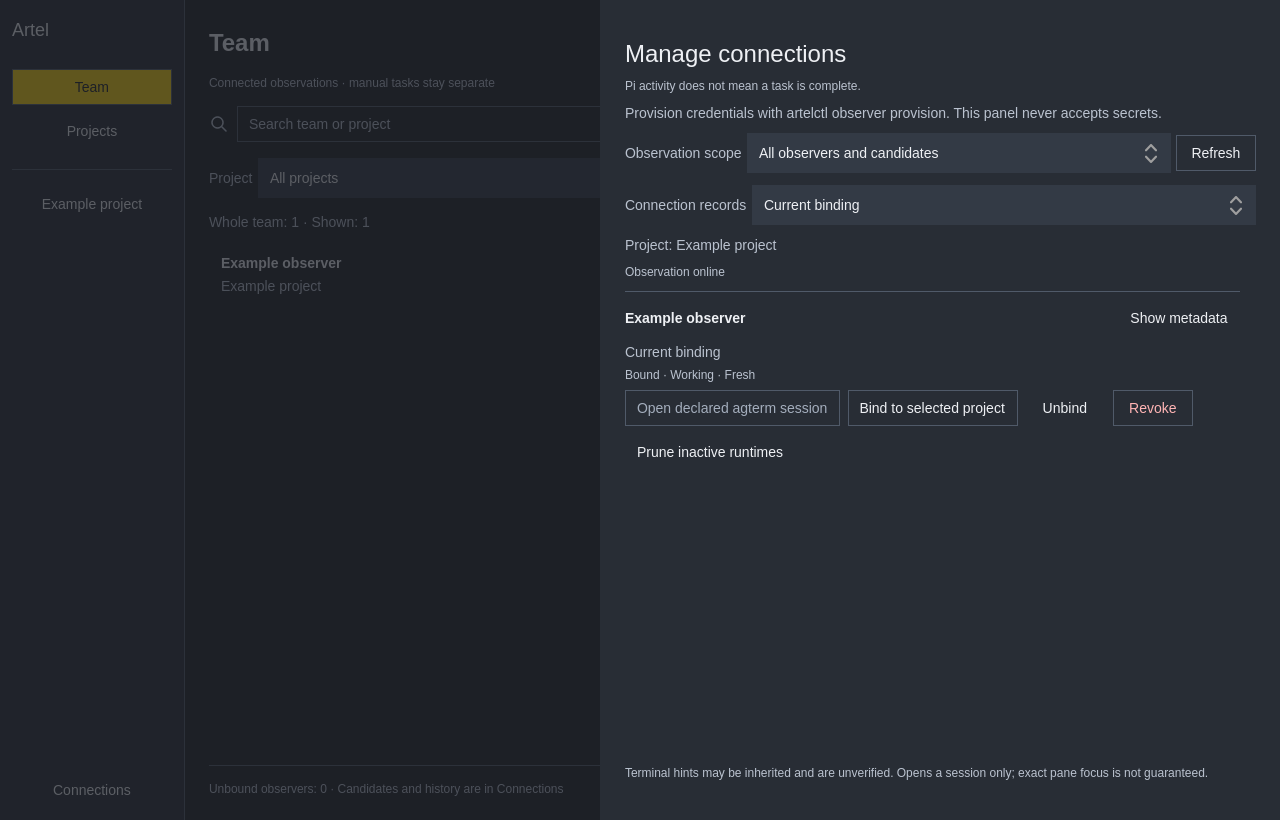 Artel
Team
Projects
Example project
Connections
Team
Connected observations · manual tasks stay separate
Search team or project
Project All projects
Whole team: 1 · Shown: 1
Example observer
Example project
Unbound observers: 0 · Candidates and history are in Connections
Manage connections
Pi activity does not mean a task is complete.
Provision credentials with artelctl observer provision. This panel never accepts secrets.
Observation scope All observers and candidates Refresh
Connection records Current binding
Project: Example project
Observation online
Example observer Show metadata
Current binding
Bound · Working · Fresh
Open declared agterm session Bind to selected project Unbind Revoke
Prune inactive runtimes
Terminal hints may be inherited and are unverified. Opens a session only; exact pane focus is not guaranteed.